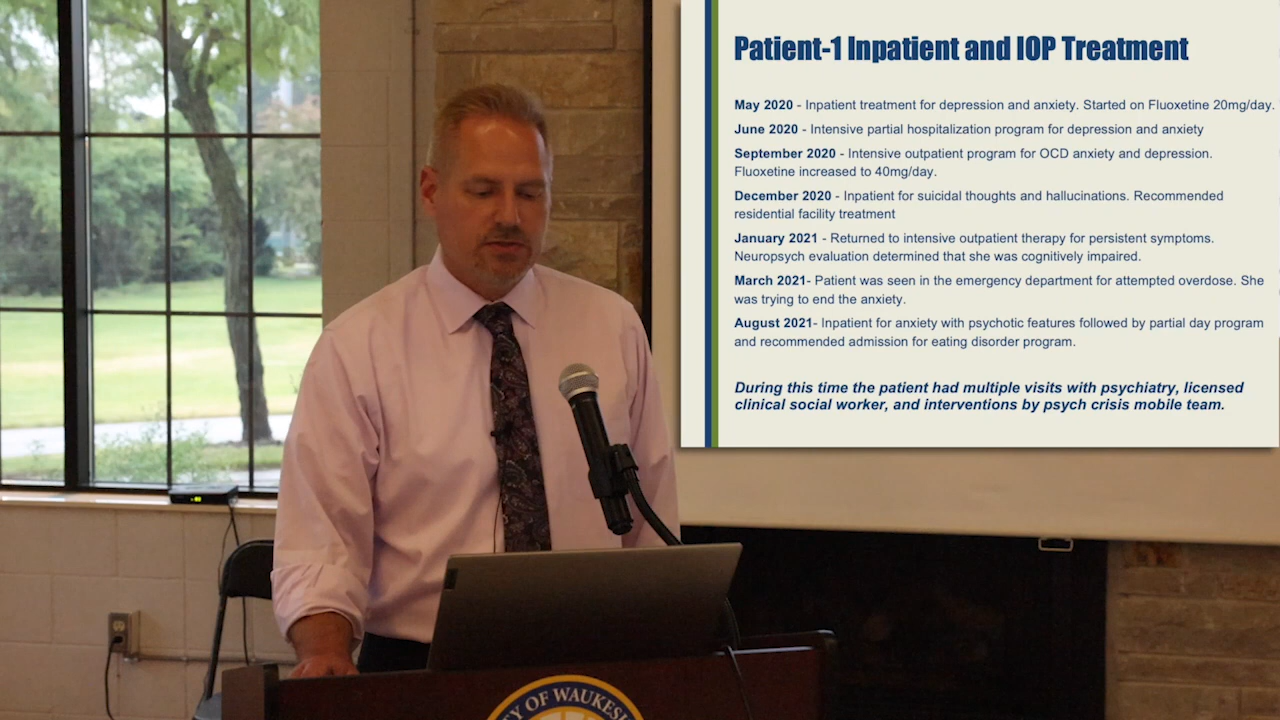 Patient-1 Inpatient and IOP Treatment
May 2020 - Inpatient treatment for depression and anxiety. Started on Fluoxetine 20mg/day.
June 2020 - Intensive partial hospitalization program for depression and anxiety
September 2020 - Intensive outpatient program for OCD anxiety and depression.
Fluoxetine increased to 40mg/day.
December 2020 - Inpatient for suicidal thoughts and hallucinations. Recommended
residential facility treatment
January 2021 - Returned to intensive outpatient therapy for persistent symptoms.
Neuropsych evaluation determined that she was cognitively impaired.
March 2021- Patient was seen in the emergency department for attempted overdose. She
was trying to end the anxiety.
August 2021- Inpatient for anxiety with psychotic features followed by partial day program
and recommended admission for eating disorder program.
During this time the patient had multiple visits with psychiatry, licensed
clinical social worker, and interventions by psych crisis mobile team.
OF WAUKES